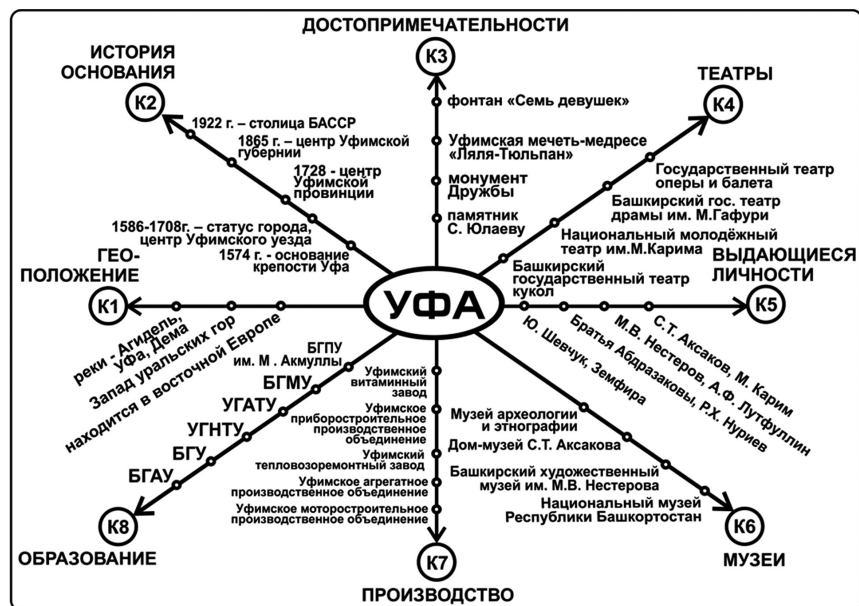 ДОСТОПРИМЕЧАТЕЛЬНОСТИ
К3
фонтан «Семь девушек»
Уфимская мечеть-медресе
«Ляля-Тюльпан»
монумент
Дружбы
памятник
С. Юлаеву
ИСТОРИЯ
ОСНОВАНИЯ
К2
1922 г. – столица БАССР
1865 г. – центр Уфимской
губернии
1728 - центр
Уфимской
провинции
1586-1708г. – статус города,
центр Уфимского уезда
1574 г. - основание
крепости Уфа
ТЕАТРЫ
К4
Государственный театр
оперы и балета
Башкирский гос. театр
драмы им. М.Гафури
Национальный молодёжный
театр им.М.Карима
Башкирский
государственный театр
кукол
ГЕО-
ПОЛОЖЕНИЕ
К1
реки - Агидель,
уфа, Дема
Запад уральских гор
находится в восточной Европе
УФА
ВЫДАЮЩИЕСЯ
ЛИЧНОСТИ
К5
С.Т. Аксаков, М. Карим
М.В. Нестеров, А.Ф. Лутфуллин
Братья Абдразаковы, Р.Х. Нуриев
Ю. Шевчук, Земфира
БГПУ
им. М . Акмуллы
БГМУ
УГАТУ
УГНТУ
БГУ
БГАУ
К8
ОБРАЗОВАНИЕ
Уфимский
витаминный
завод
Уфимское
приборостроительное
производственное
объединение
Уфимский
тепловозоремонтный завод
Уфимское агрегатное
производственное объединение
Уфимское моторостроительное
производственное объединение
К7
ПРОИЗВОДСТВО
Музей археологии
и этнографии
Дом-музей С.Т. Аксакова
Башкирский художественный
музей им. М.В. Нестерова
Национальный музей
Республики Башкортостан
К6
МУЗЕИ